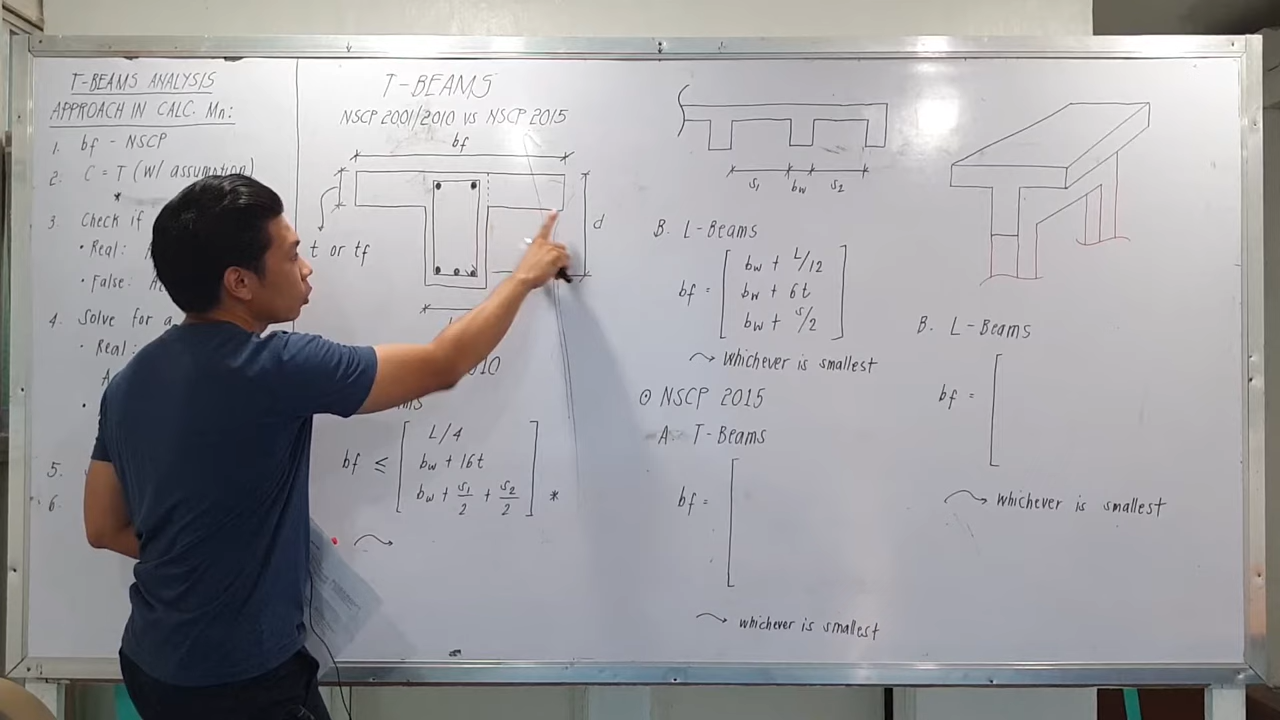 T-BEAMS ANALYSIS
APPROACH IN CALC. Mn:
1. bf - NSCP
2. C = T (w/ assumption)
*
3. Check if
• Real:
• False:
4. Solve for a
• Real:
5.
6.
T-BEAMS
NSCP 2001/2010 vs NSCP 2015
bf
d
t or tf
bf ≤ [ L/4
bw + 16t
bw + s1/2 + s2/2 ] *
s1 bw s2
B. L-Beams
bf = [ bw + L/12
bw + 6t
bw + s/2 ]
whichever is smallest
⊙ NSCP 2015
A. T-Beams
bf = [
whichever is smallest
B. L-Beams
bf = [
whichever is smallest